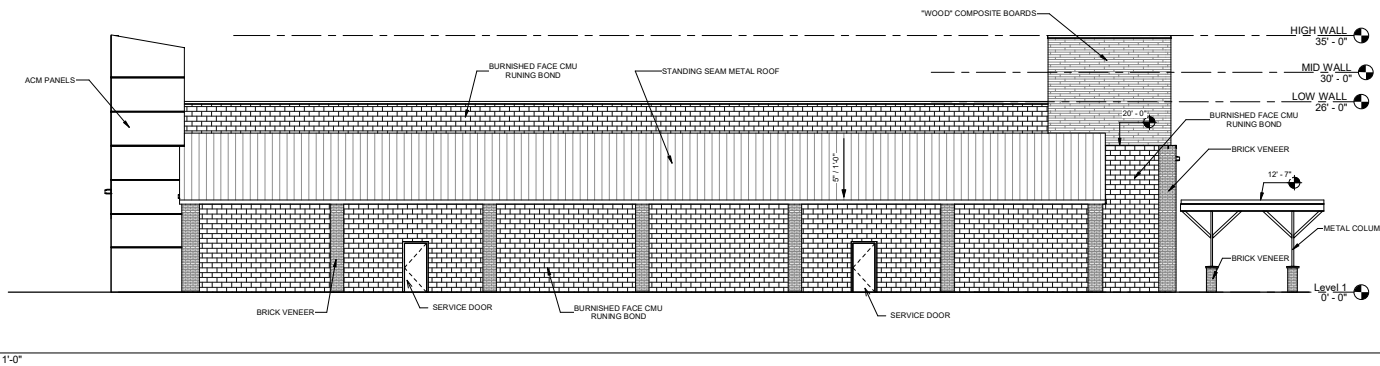 "WOOD" COMPOSITE BOARDS
HIGH WALL
35' - 0"
ACM PANELS
BURNISHED FACE CMU
RUNING BOND
STANDING SEAM METAL ROOF
MID WALL
30' - 0"
LOW WALL
26' - 0"
20' - 0"
BURNISHED FACE CMU
RUNING BOND
BRICK VENEER
5" / 1'-0"
12' - 7"
METAL COLUM
BRICK VENEER
Level 1
0' - 0"
BRICK VENEER
SERVICE DOOR
BURNISHED FACE CMU
RUNING BOND
SERVICE DOOR
1'-0"